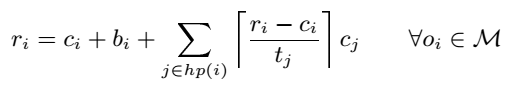 $r_i = c_i + b_i + \sum_{j \in hp(i)} \left\lceil \frac{r_i - c_i}{t_j} \right\rceil c_j \qquad \forall o_i \in \mathcal{M}$